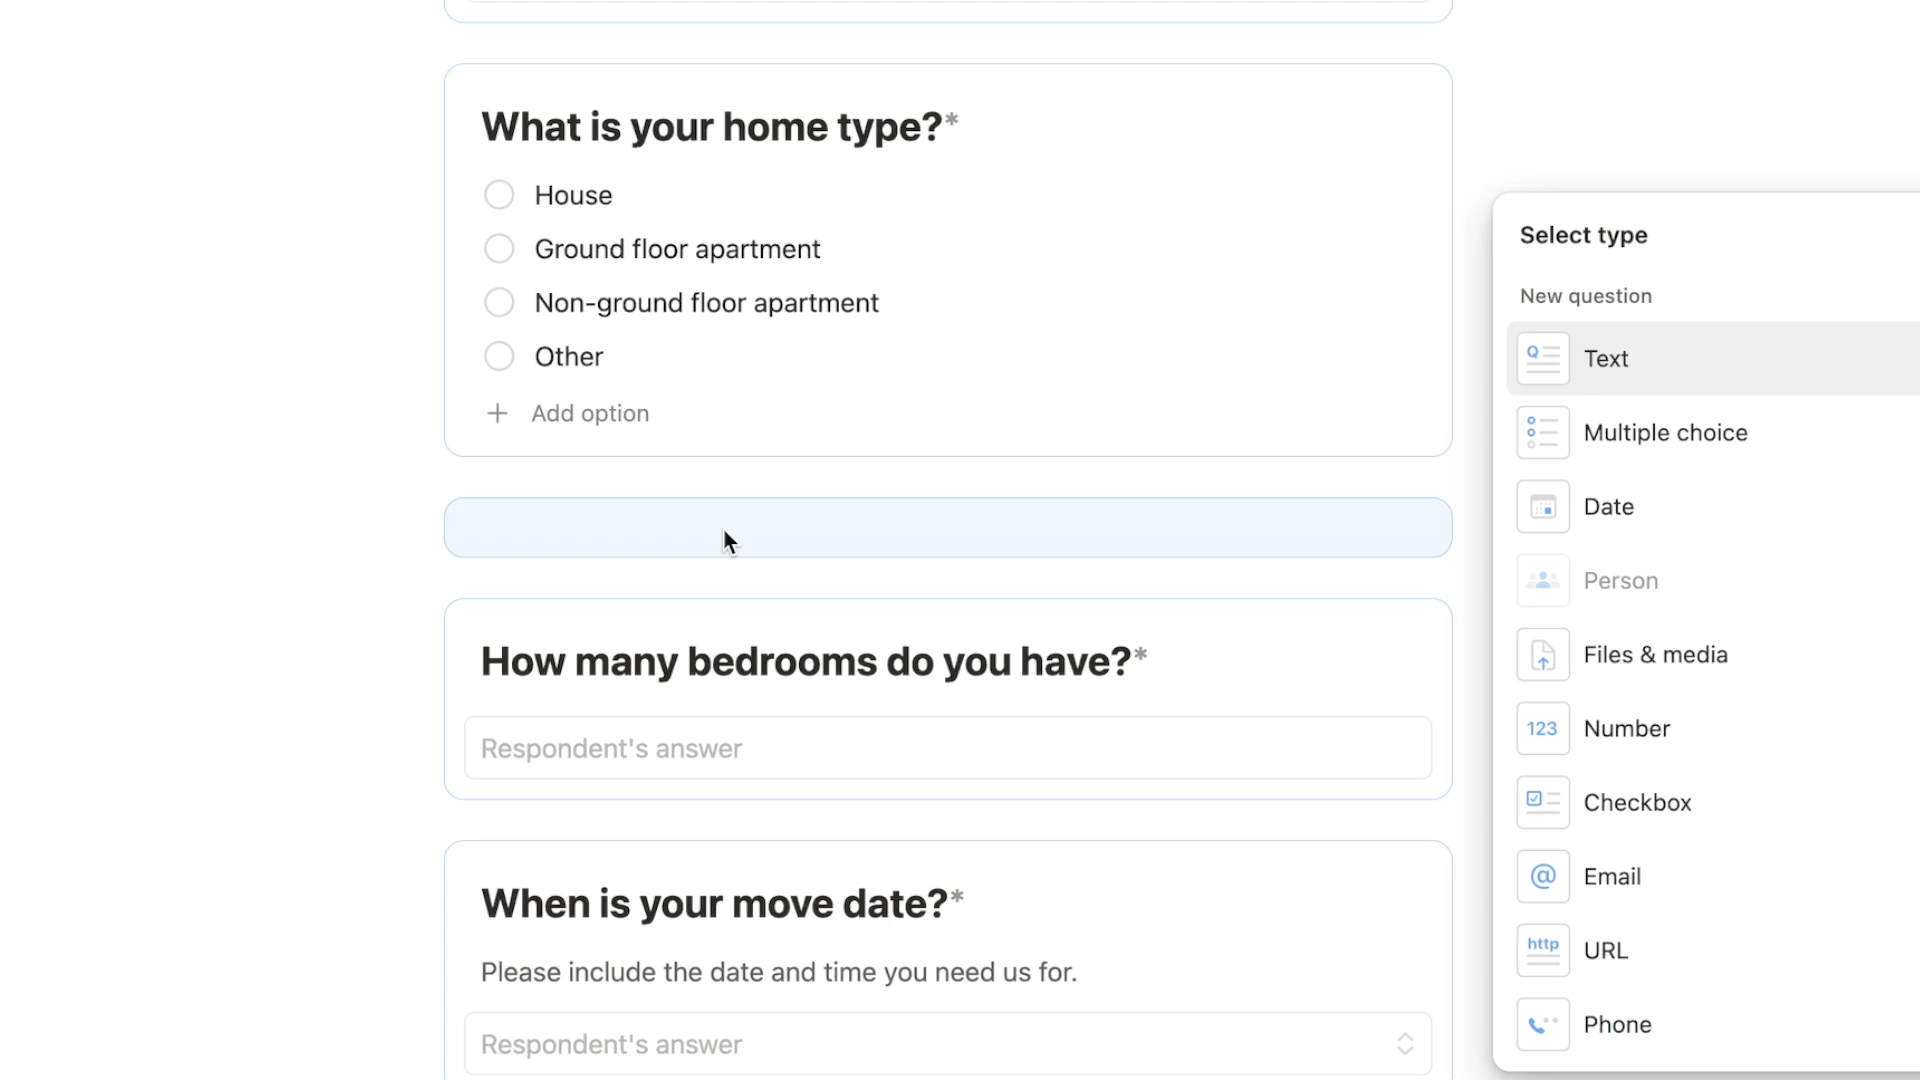 What is your home type?*
House
Ground floor apartment
Non-ground floor apartment
Other
+ Add option
How many bedrooms do you have?*
Respondent's answer
When is your move date?*
Please include the date and time you need us for.
Respondent's answer
Select type
New question
Q Text
Multiple choice
Date
Person
Files & media
123 Number
Checkbox
@ Email
http URL
Phone